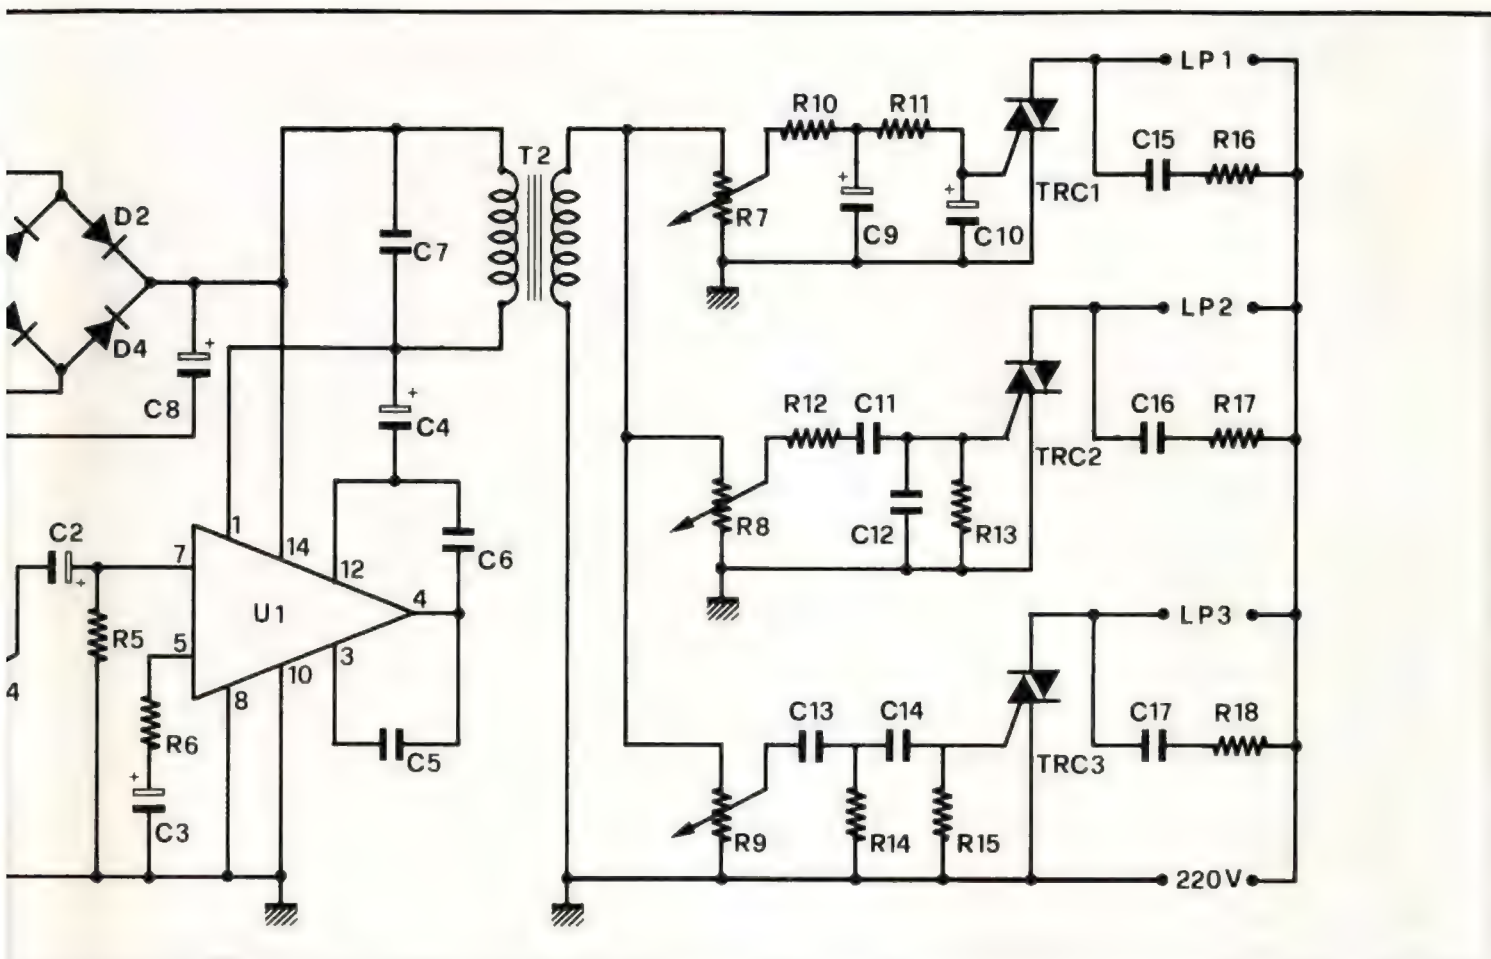 LP1
R10
R11
C15
R16
T2
TRC1
D2
R7
C9
C10
C7
LP2
D4
C8
C4
R12
C11
C16
R17
TRC2
C2
1
14
R8
C12
R13
7
12
C6
4
U1
LP3
R5
5
3
10
4
8
C13
C14
C17
R18
R6
C5
TRC3
C3
R9
R14
R15
220V
+
+
+
+
+
+